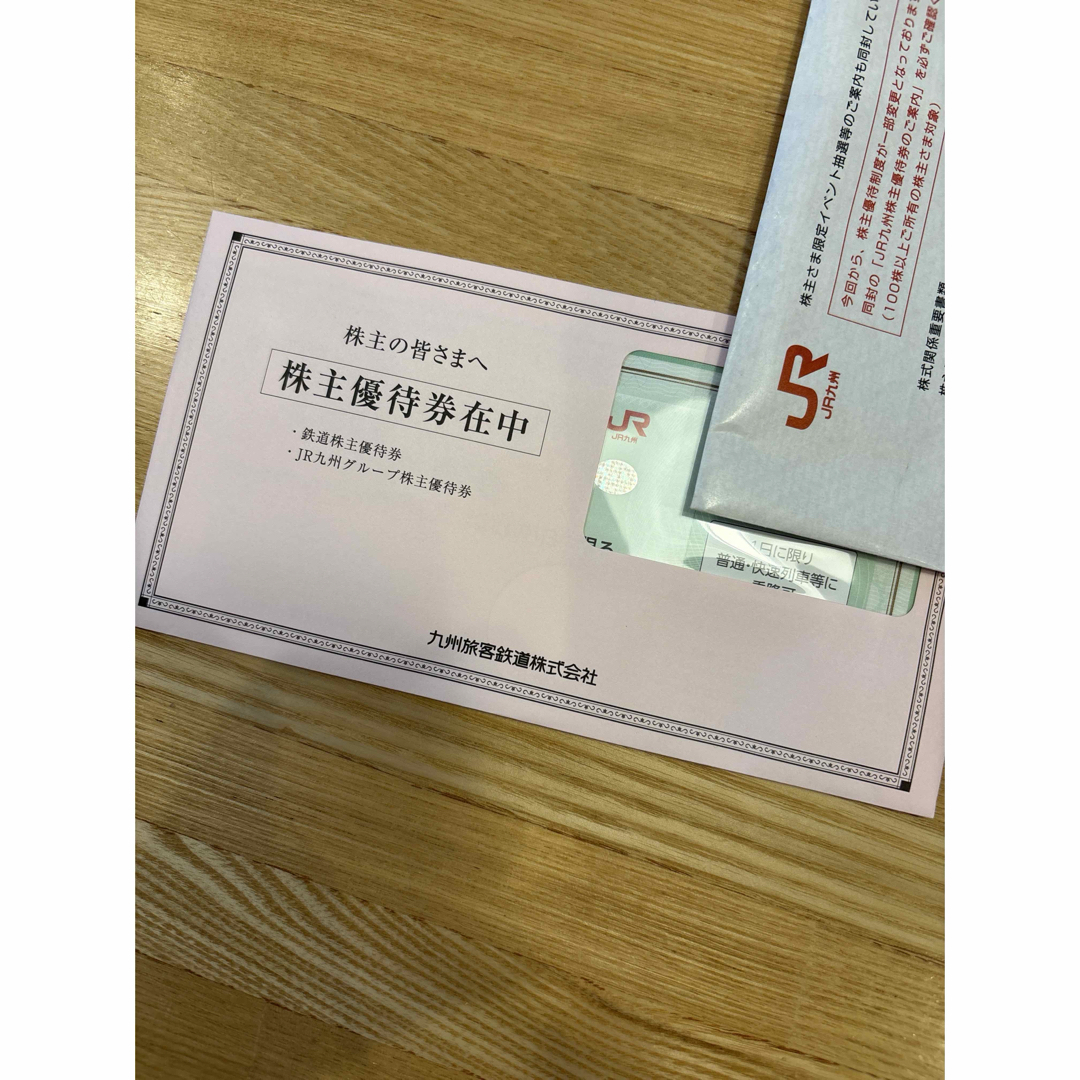 株主の皆さまへ
株主優待券在中
・鉄道株主優待券
・JR九州グループ株主優待券
九州旅客鉄道株式会社
JR
JR九州
1日に限り
普通・快速列車等に
株主さま限定イベント抽選等のご案内も同封してい
今回から、株主優待制度が一部変更となっております
同封の「JR九州株主優待券のご案内」を必ずご確認く
(100株以上ご所有の株主さま対象)
JR
JR九州
株式関係重要書類